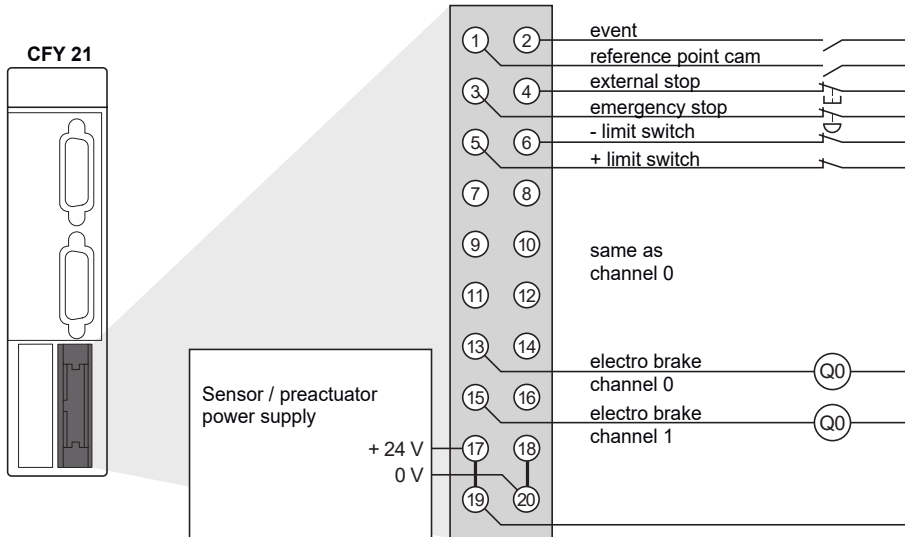 CFY 21
1 2 event
reference point cam
3 4 external stop
emergency stop
5 6 - limit switch
+ limit switch
7 8
9 10 same as
channel 0
11 12
13 14 electro brake
channel 0
Q0
15 16 electro brake
channel 1
Q0
Sensor / preactuator
power supply
+ 24 V 17 18
0 V
19 20